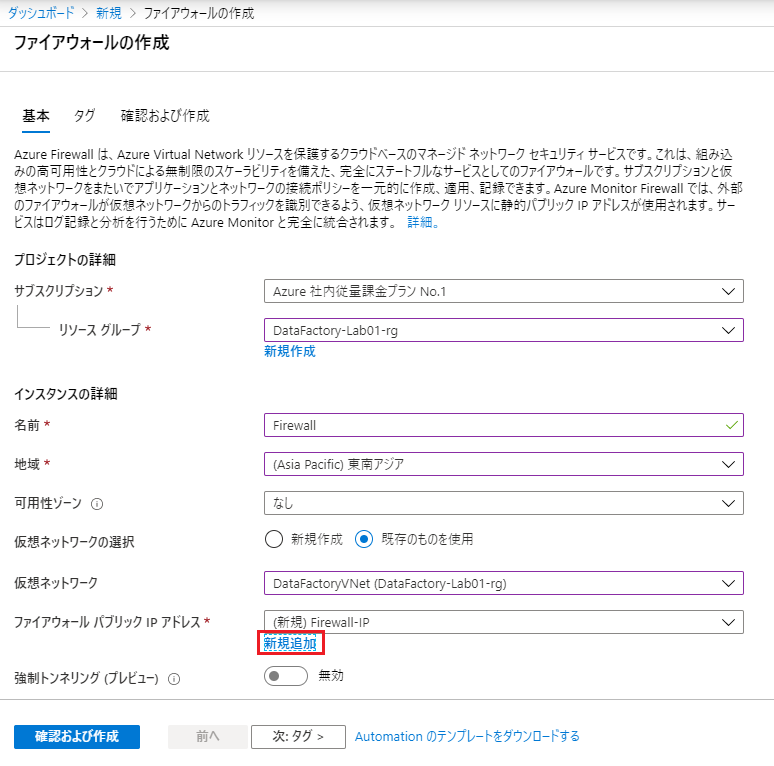 ダッシュボード > 新規 > ファイアウォールの作成
ファイアウォールの作成
基本 タグ 確認および作成
Azure Firewall は、Azure Virtual Network リソースを保護するクラウドベースのマネージド ネットワーク セキュリティ サービスです。これは、組み込
みの高可用性とクラウドによる無制限のスケーラビリティを備えた、完全にステートフルなサービスとしてのファイアウォールです。サブスクリプションと仮
想ネットワークをまたいでアプリケーションとネットワークの接続ポリシーを一元的に作成、適用、記録できます。Azure Monitor Firewall では、外部
のファイアウォールが仮想ネットワークからのトラフィックを識別できるよう、仮想ネットワーク リソースに静的パブリック IP アドレスが使用されます。サー
ビスはログ記録と分析を行うために Azure Monitor と完全に統合されます。 詳細。
プロジェクトの詳細
サブスクリプション * Azure 社内従量課金プラン No.1
リソース グループ * DataFactory-Lab01-rg
新規作成
インスタンスの詳細
名前 * Firewall
地域 * (Asia Pacific) 東南アジア
可用性ゾーン なし
仮想ネットワークの選択 新規作成 既存のものを使用
仮想ネットワーク DataFactoryVNet (DataFactory-Lab01-rg)
ファイアウォール パブリック IP アドレス * (新規) Firewall-IP
新規追加
強制トンネリング (プレビュー) 無効
確認および作成 前へ 次: タグ > Automation のテンプレートをダウンロードする